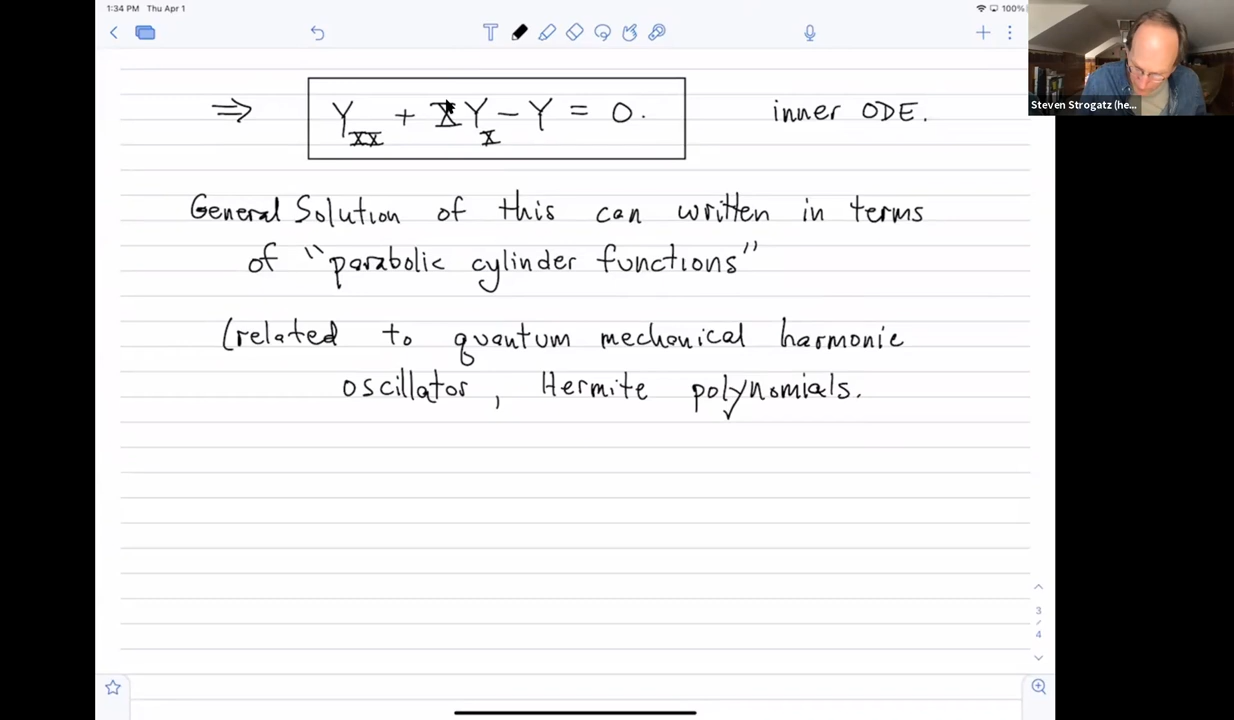 1:34 PM Thu Apr 1
100%
Steven Strogatz (he...
⇒ Y_XX + X Y_X − Y = 0. inner ODE.
General Solution of this can written in terms
of "parabolic cylinder functions"
(related to quantum mechanical harmonic
oscillator, Hermite polynomials.
3
/
4